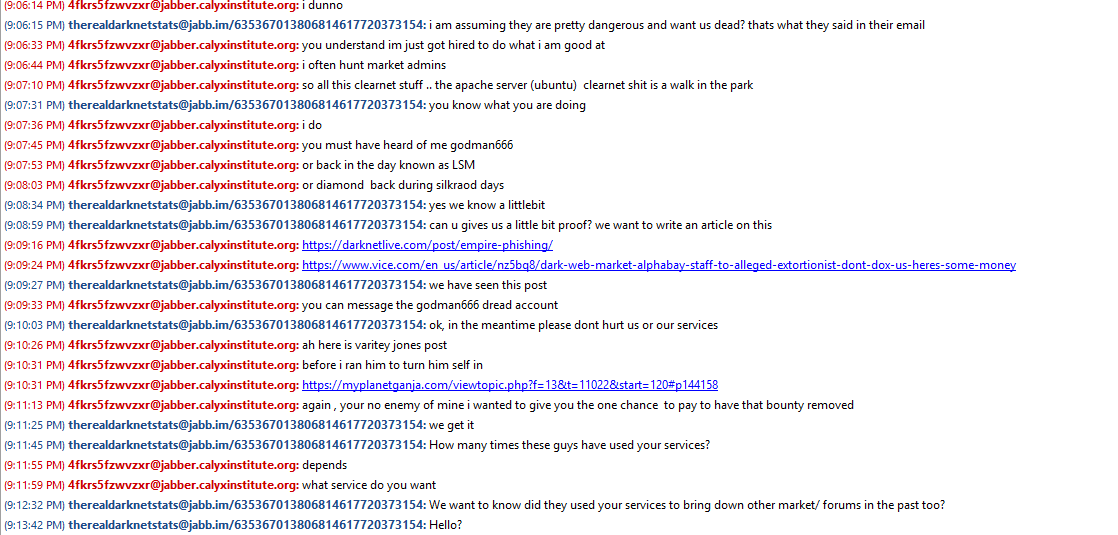 (9:06:14 PM) 4fkrs5fzwvzxr@jabber.calyxinstitute.org: i dunno
(9:06:15 PM) therealdarknetstats@jabb.im/635367013806814617720373154: i am assuming they are pretty dangerous and want us dead? thats what they said in their email
(9:06:33 PM) 4fkrs5fzwvzxr@jabber.calyxinstitute.org: you understand im just got hired to do what i am good at
(9:06:44 PM) 4fkrs5fzwvzxr@jabber.calyxinstitute.org: i often hunt market admins
(9:07:10 PM) 4fkrs5fzwvzxr@jabber.calyxinstitute.org: so all this clearnet stuff .. the apache server (ubuntu)  clearnet shit is a walk in the park
(9:07:31 PM) therealdarknetstats@jabb.im/635367013806814617720373154: you know what you are doing
(9:07:36 PM) 4fkrs5fzwvzxr@jabber.calyxinstitute.org: i do
(9:07:45 PM) 4fkrs5fzwvzxr@jabber.calyxinstitute.org: you must have heard of me godman666
(9:07:53 PM) 4fkrs5fzwvzxr@jabber.calyxinstitute.org: or back in the day known as LSM
(9:08:03 PM) 4fkrs5fzwvzxr@jabber.calyxinstitute.org: or diamond  back during silkraod days
(9:08:34 PM) therealdarknetstats@jabb.im/635367013806814617720373154: yes we know a littlebit
(9:08:59 PM) therealdarknetstats@jabb.im/635367013806814617720373154: can u gives us a little bit proof? we want to write an article on this
(9:09:16 PM) 4fkrs5fzwvzxr@jabber.calyxinstitute.org: https://darknetlive.com/post/empire-phishing/
(9:09:24 PM) 4fkrs5fzwvzxr@jabber.calyxinstitute.org: https://www.vice.com/en_us/article/nz5bq8/dark-web-market-alphabay-staff-to-alleged-extortionist-dont-dox-us-heres-some-money
(9:09:27 PM) therealdarknetstats@jabb.im/635367013806814617720373154: we have seen this post
(9:09:33 PM) 4fkrs5fzwvzxr@jabber.calyxinstitute.org: you can message the godman666 dread account
(9:10:03 PM) therealdarknetstats@jabb.im/635367013806814617720373154: ok, in the meantime please dont hurt us or our services
(9:10:26 PM) 4fkrs5fzwvzxr@jabber.calyxinstitute.org: ah here is varitey jones post
(9:10:31 PM) 4fkrs5fzwvzxr@jabber.calyxinstitute.org: before i ran him to turn him self in
(9:10:31 PM) 4fkrs5fzwvzxr@jabber.calyxinstitute.org: https://myplanetganja.com/viewtopic.php?f=13&t=11022&start=120#p144158
(9:11:13 PM) 4fkrs5fzwvzxr@jabber.calyxinstitute.org: again , your no enemy of mine i wanted to give you the one chance  to pay to have that bounty removed
(9:11:25 PM) therealdarknetstats@jabb.im/635367013806814617720373154: we get it
(9:11:45 PM) therealdarknetstats@jabb.im/635367013806814617720373154: How many times these guys have used your services?
(9:11:55 PM) 4fkrs5fzwvzxr@jabber.calyxinstitute.org: depends
(9:11:59 PM) 4fkrs5fzwvzxr@jabber.calyxinstitute.org: what service do you want
(9:12:32 PM) therealdarknetstats@jabb.im/635367013806814617720373154: We want to know did they used your services to bring down other market/ forums in the past too?
(9:13:42 PM) therealdarknetstats@jabb.im/635367013806814617720373154: Hello?